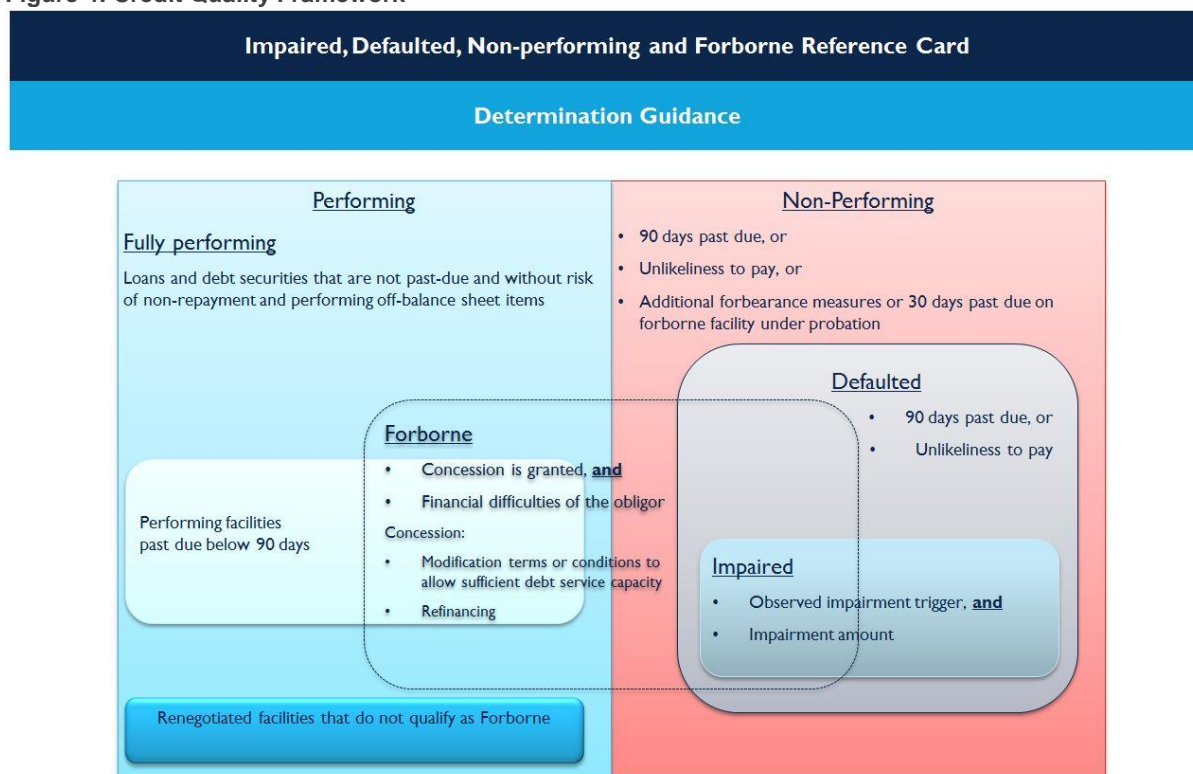 Impaired, Defaulted, Non-performing and Forborne Reference Card
Determination Guidance
Performing
Fully performing
Loans and debt securities that are not past-due and without risk
of non-repayment and performing off-balance sheet items
Performing facilities
past due below 90 days
Forborne
• Concession is granted, and
• Financial difficulties of the obligor
Concession:
• Modification terms or conditions to
allow sufficient debt service capacity
• Refinancing
Renegotiated facilities that do not qualify as Forborne
Non-Performing
• 90 days past due, or
• Unlikeliness to pay, or
• Additional forbearance measures or 30 days past due on
forborne facility under probation
Defaulted
• 90 days past due, or
• Unlikeliness to pay
Impaired
• Observed impairment trigger, and
• Impairment amount